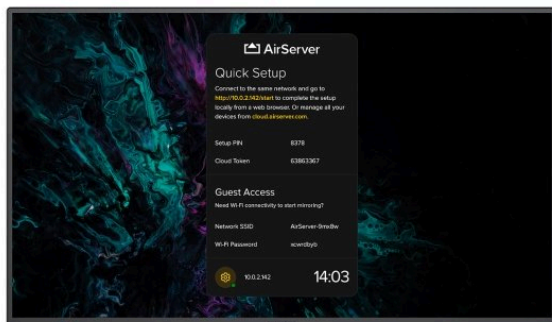 AirServer
Quick Setup
Connect to the same
network and go to
http://10.0.2.142/start to complete the setup
locally from a web browser. Or manage all your
devices from cloud.airserver.com.
Setup PIN 8378
Cloud Token 63863367
Guest Access
Need Wi-Fi connectivity to start mirroring?
Network SSID
Wi-Fi Password xcwrdbyb
10.0.2.142 14:03